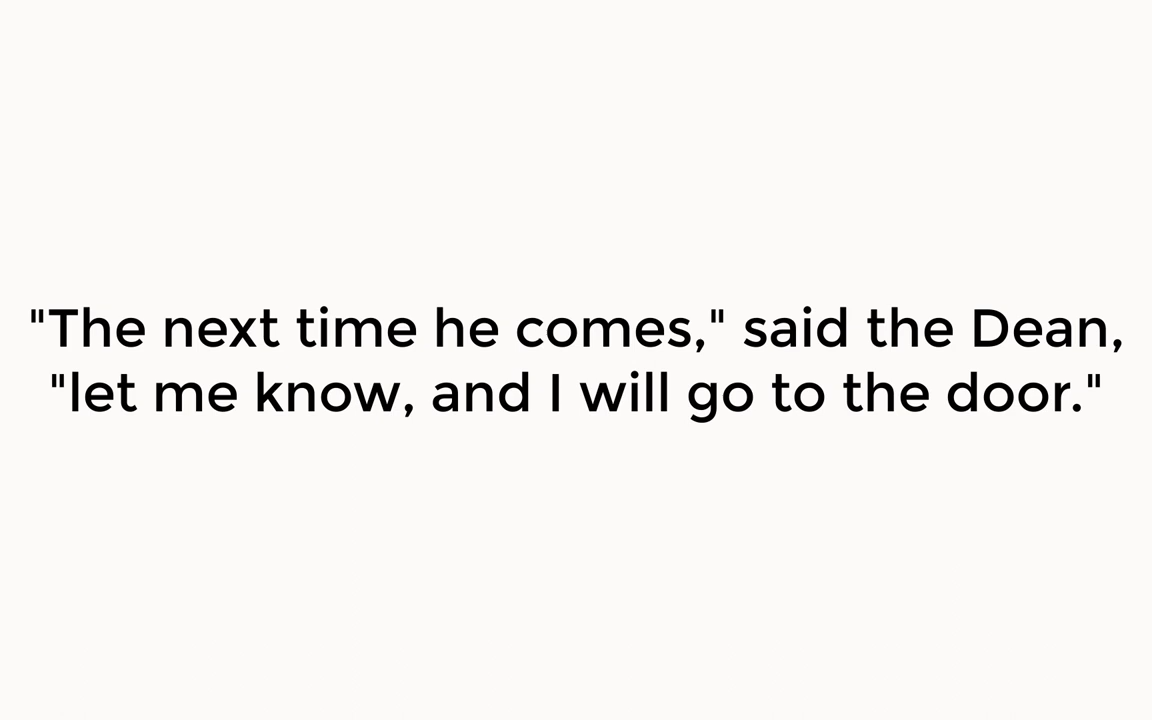 "The next time he comes," said the Dean,
"let me know, and I will go to the door."